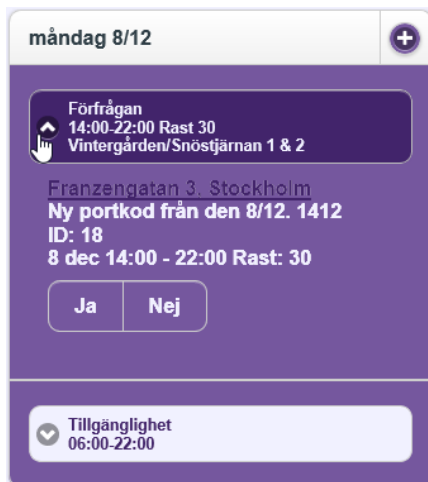 måndag 8/12
Förfrågan
14:00-22:00 Rast 30
Vintergården/Snöstjärnan 1 & 2
Franzengatan 3. Stockholm
Ny portkod från den 8/12. 1412
ID: 18
8 dec 14:00 - 22:00 Rast: 30
Ja Nej
Tillgänglighet
06:00-22:00